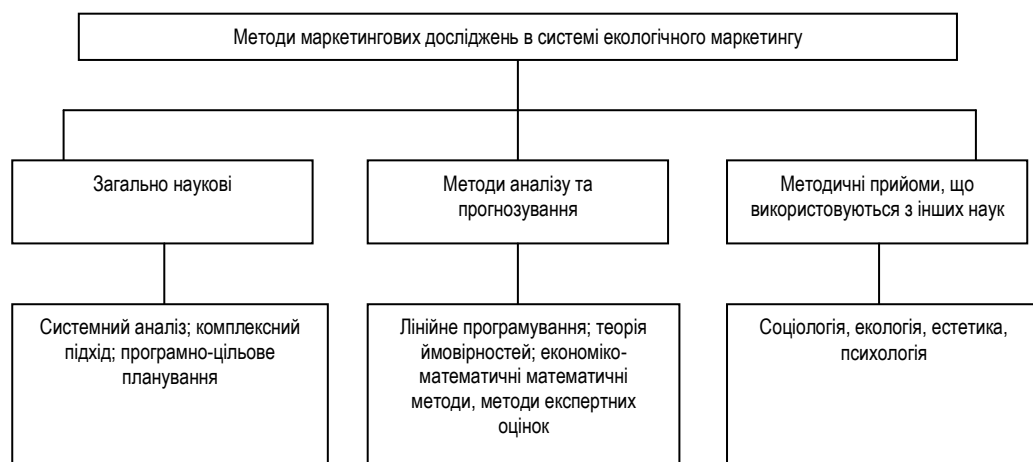 Методи маркетингових досліджень в системі екологічного маркетингу
Загально наукові
Методи аналізу та
прогнозування
Методичні прийоми, що
використовуються з інших наук
Системний аналіз; комплексний
підхід; програмно-цільове
планування
Лінійне програмування; теорія
ймовірностей; економіко-
математичні математичні
методи, методи експертних
оцінок
Соціологія, екологія, естетика,
психологія